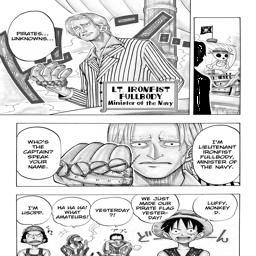 PIRATES...
UNKNOWNS...
LT IRONFIST
FULLBODY
Minister of the Navy
I'M
LIEUTENANT
IRONFIST
FULLBODY,
MINISTER OF
THE NAVY.
WHO'S
THE
CAPTAIN?
SPEAK
YOUR
NAME.
LUFFY,
MONKEY
D.
WE JUST
MADE OUR
PIRATE FLAG
YESTER-
DAY!
YESTERDAY
?!
HA HA HA!
WHAT
AMATEURS!
I'M
USOPP.